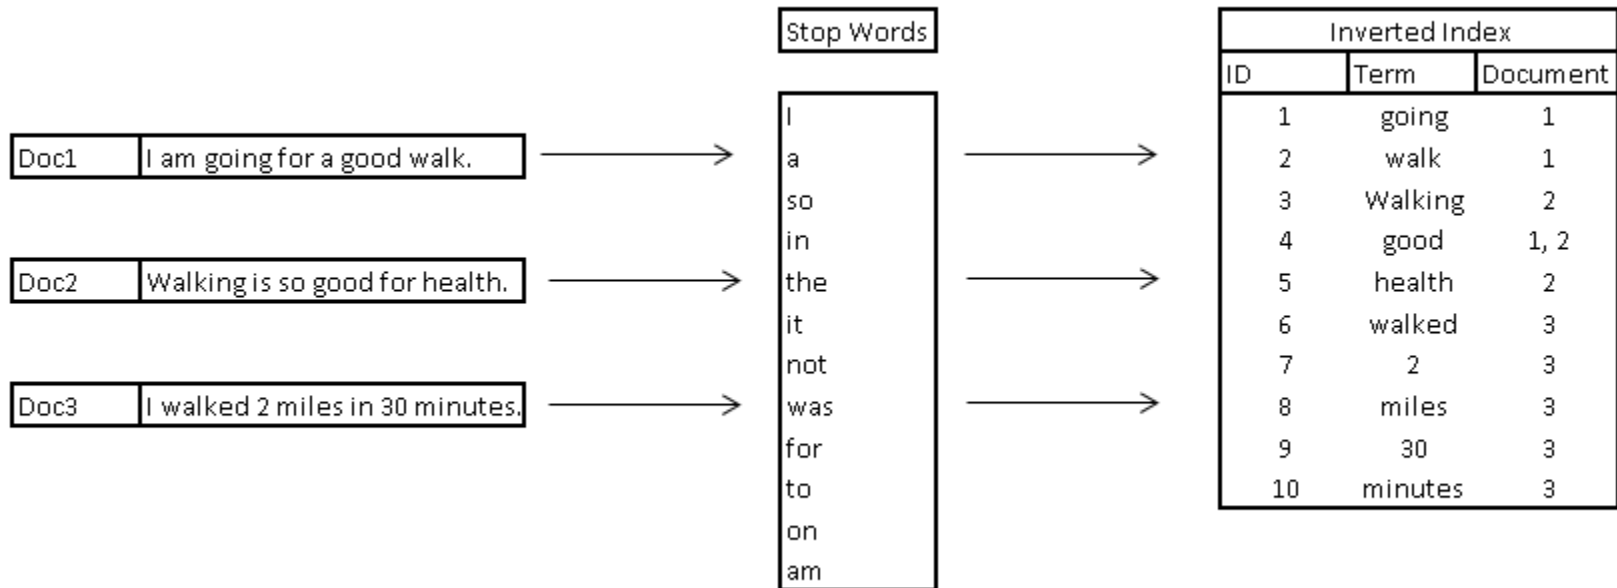 Stop Words
Inverted Index
ID Term Document
Doc1 I am going for a good walk.
Doc2 Walking is so good for health.
Doc3 I walked 2 miles in 30 minutes.
I
a
so
in
the
it
not
was
for
to
on
am
1 going 1
2 walk 1
3 Walking 2
4 good 1, 2
5 health 2
6 walked 3
7 2 3
8 miles 3
9 30 3
10 minutes 3